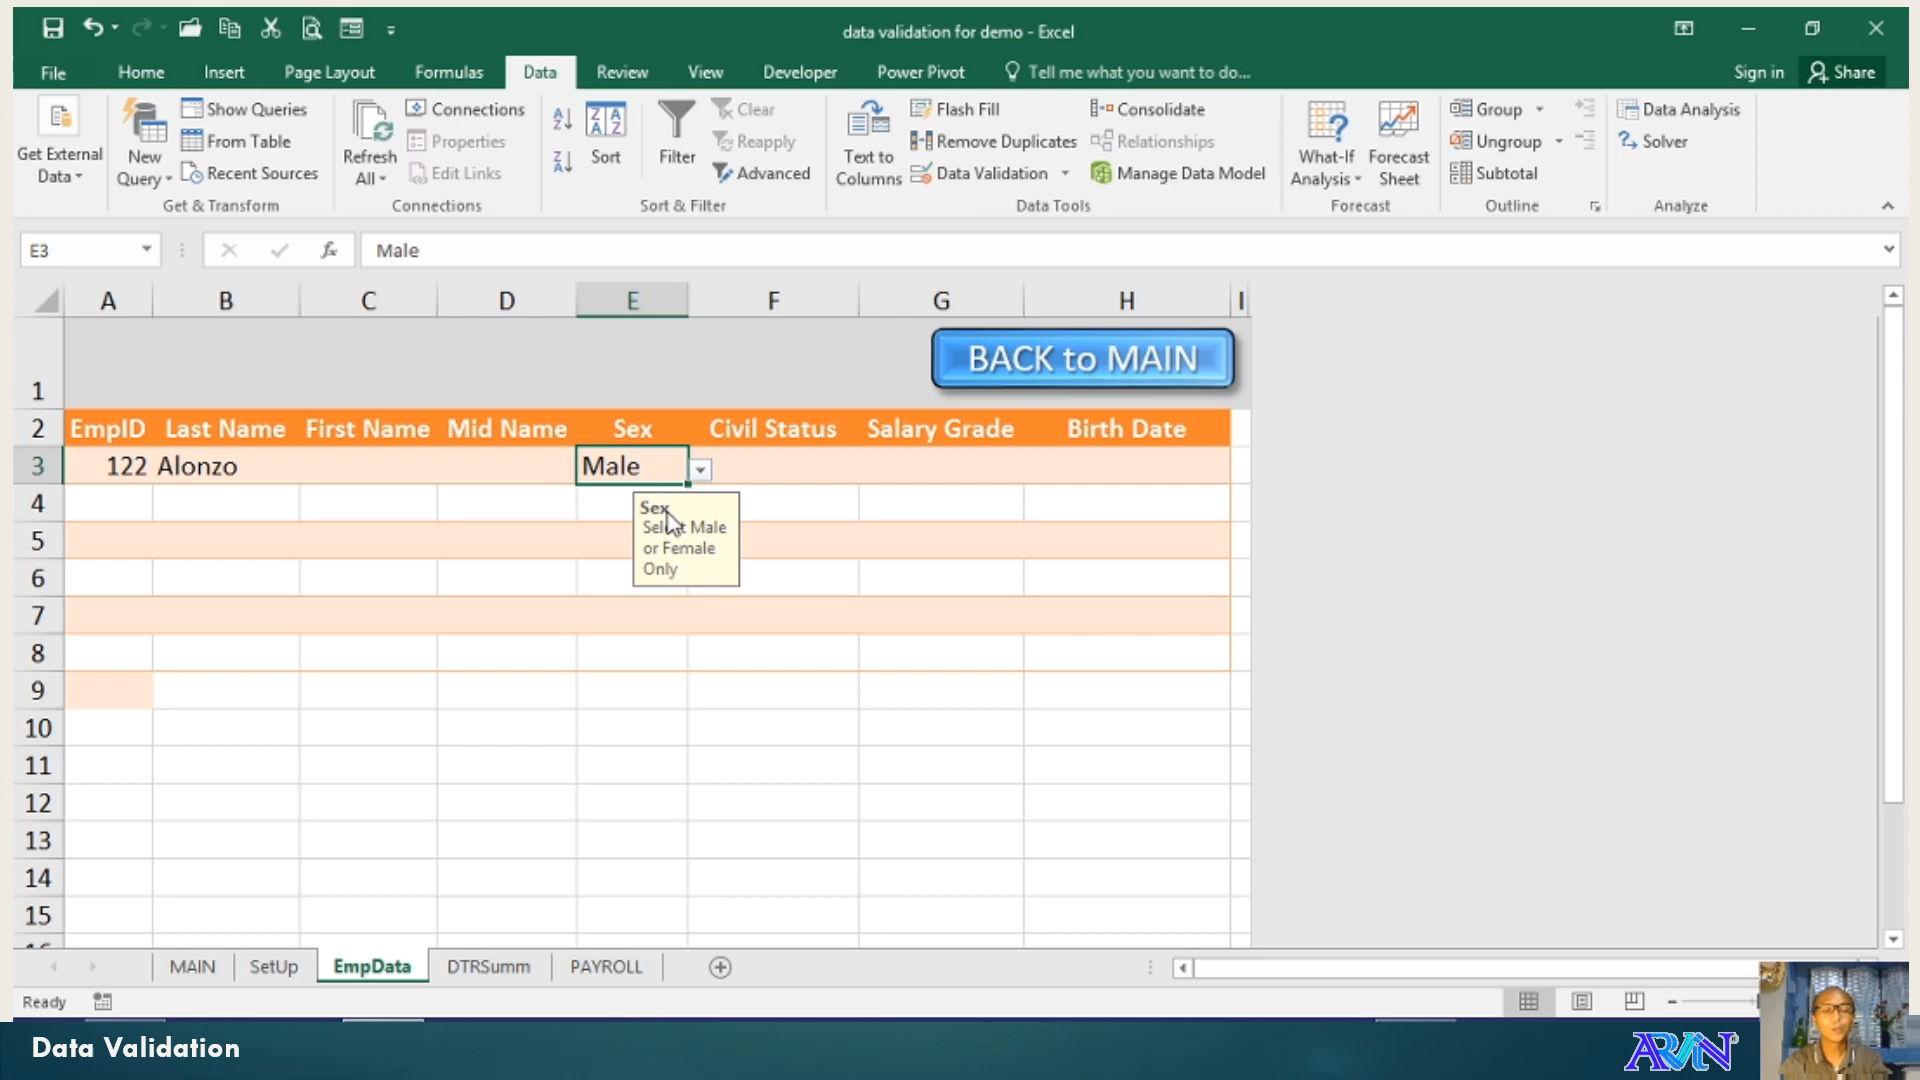 data validation for demo - Excel
File Home Insert Page Layout Formulas Data Review View Developer Power Pivot Tell me what you want to do... Sign in Share
Get External Data
New Query
Show Queries
From Table
Recent Sources
Get & Transform
Refresh All
Connections
Properties
Edit Links
Connections
Sort
Filter
Clear
Reapply
Advanced
Sort & Filter
Text to Columns
Flash Fill
Remove Duplicates
Data Validation
Consolidate
Relationships
Manage Data Model
Data Tools
What-If Analysis
Forecast Sheet
Forecast
Group
Ungroup
Subtotal
Outline
Data Analysis
Solver
Analyze
E3 fx Male
A B C D E F G H I
BACK to MAIN
1
2 EmpID Last Name First Name Mid Name Sex Civil Status Salary Grade Birth Date
3 122 Alonzo Male
4
Sex
Select Male
or Female
Only
5
6
7
8
9
10
11
12
13
14
15
16
MAIN SetUp EmpData DTRSumm PAYROLL
Ready
Data Validation
ARVIN